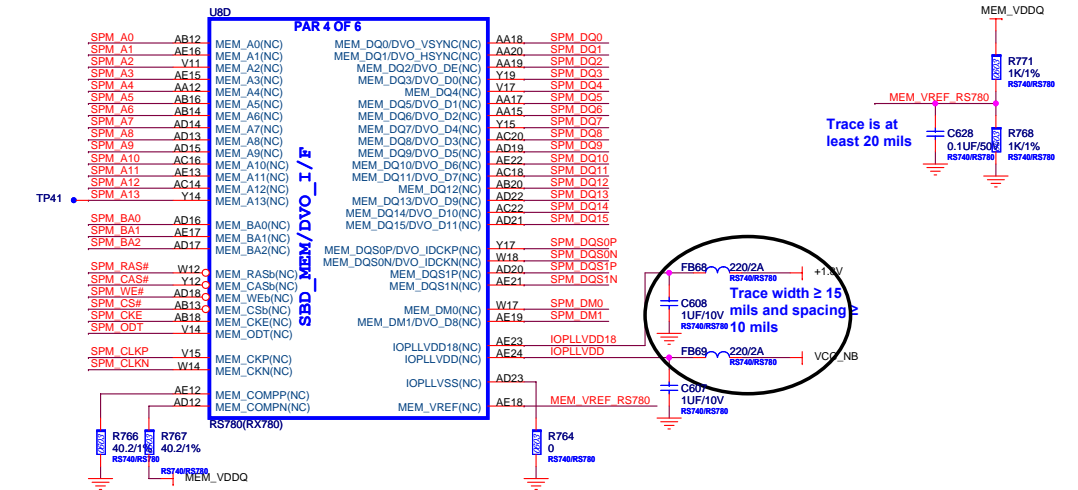 U8D
PAR 4 OF 6
SBD_MEM/DVO_I/F
RS780(RX780)
SPM_A0 AB12 MEM_A0(NC)
SPM_A1 AE16 MEM_A1(NC)
SPM_A2 V11 MEM_A2(NC)
SPM_A3 AE15 MEM_A3(NC)
SPM_A4 AA12 MEM_A4(NC)
SPM_A5 AB16 MEM_A5(NC)
SPM_A6 AB14 MEM_A6(NC)
SPM_A7 AD14 MEM_A7(NC)
SPM_A8 AD13 MEM_A8(NC)
SPM_A9 AD15 MEM_A9(NC)
SPM_A10 AC16 MEM_A10(NC)
SPM_A11 AE13 MEM_A11(NC)
SPM_A12 AC14 MEM_A12(NC)
TP41 SPM_A13 Y14 MEM_A13(NC)
SPM_BA0 AD16 MEM_BA0(NC)
SPM_BA1 AE17 MEM_BA1(NC)
SPM_BA2 AD17 MEM_BA2(NC)
SPM_RAS# W12 MEM_RASb(NC)
SPM_CAS# Y12 MEM_CASb(NC)
SPM_WE# AD18 MEM_WEb(NC)
SPM_CS# AB13 MEM_CSb(NC)
SPM_CKE AB18 MEM_CKE(NC)
SPM_ODT V14 MEM_ODT(NC)
SPM_CLKP V15 MEM_CKP(NC)
SPM_CLKN W14 MEM_CKN(NC)
AE12 MEM_COMPP(NC)
AD12 MEM_COMPN(NC)
MEM_DQ0/DVO_VSYNC(NC) AA18 SPM_DQ0
MEM_DQ1/DVO_HSYNC(NC) AA20 SPM_DQ1
MEM_DQ2/DVO_DE(NC) AA19 SPM_DQ2
MEM_DQ3/DVO_D0(NC) Y19 SPM_DQ3
MEM_DQ4(NC) V17 SPM_DQ4
MEM_DQ5/DVO_D1(NC) AA17 SPM_DQ5
MEM_DQ6/DVO_D2(NC) AA15 SPM_DQ6
MEM_DQ7/DVO_D4(NC) Y15 SPM_DQ7
MEM_DQ8/DVO_D3(NC) AC20 SPM_DQ8
MEM_DQ9/DVO_D5(NC) AD19 SPM_DQ9
MEM_DQ10/DVO_D6(NC) AE22 SPM_DQ10
MEM_DQ11/DVO_D7(NC) AC18 SPM_DQ11
MEM_DQ12(NC) AB20 SPM_DQ12
MEM_DQ13/DVO_D9(NC) AD22 SPM_DQ13
MEM_DQ14/DVO_D10(NC) AC22 SPM_DQ14
MEM_DQ15/DVO_D11(NC) AD21 SPM_DQ15
MEM_DQS0P/DVO_IDCKP(NC) Y17 SPM_DQS0P
MEM_DQS0N/DVO_IDCKN(NC) W18 SPM_DQS0N
MEM_DQS1P(NC) AD20 SPM_DQS1P
MEM_DQS1N(NC) AE21 SPM_DQS1N
MEM_DM0(NC) W17 SPM_DM0
MEM_DM1/DVO_D8(NC) AE19 SPM_DM1
IOPLLVDD18(NC) AE23 IOPLLVDD18
IOPLLVDD(NC) AE24 IOPLLVDD
IOPLLVSS(NC) AD23
MEM_VREF(NC) AE18 MEM_VREF_RS780
R766
0603
40.2/1%
RS740/RS780
R767
0603
40.2/1%
RS740/RS780
MEM_VDDQ
R764
0603
0
RS740/RS780
FB68 220/2A +1.8V
RS740/RS780
Trace width ≥ 15
mils and spacing ≥
10 mils
C608
1UF/10V
RS740/RS780
FB69 220/2A VCC_NB
RS740/RS780
C607
1UF/10V
RS740/RS780
MEM_VDDQ
R771
0603
1K/1%
RS740/RS780
MEM_VREF_RS780
Trace is at
least 20 mils
C628
0.1UF/50V
RS740/RS780
R768
1K/1%
RS740/RS780